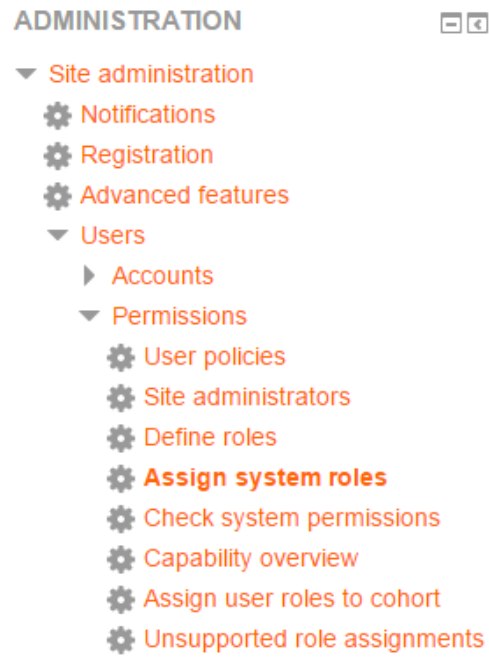 ADMINISTRATION
Site administration
Notifications
Registration
Advanced features
Users
Accounts
Permissions
User policies
Site administrators
Define roles
Assign system roles
Check system permissions
Capability overview
Assign user roles to cohort
Unsupported role assignments